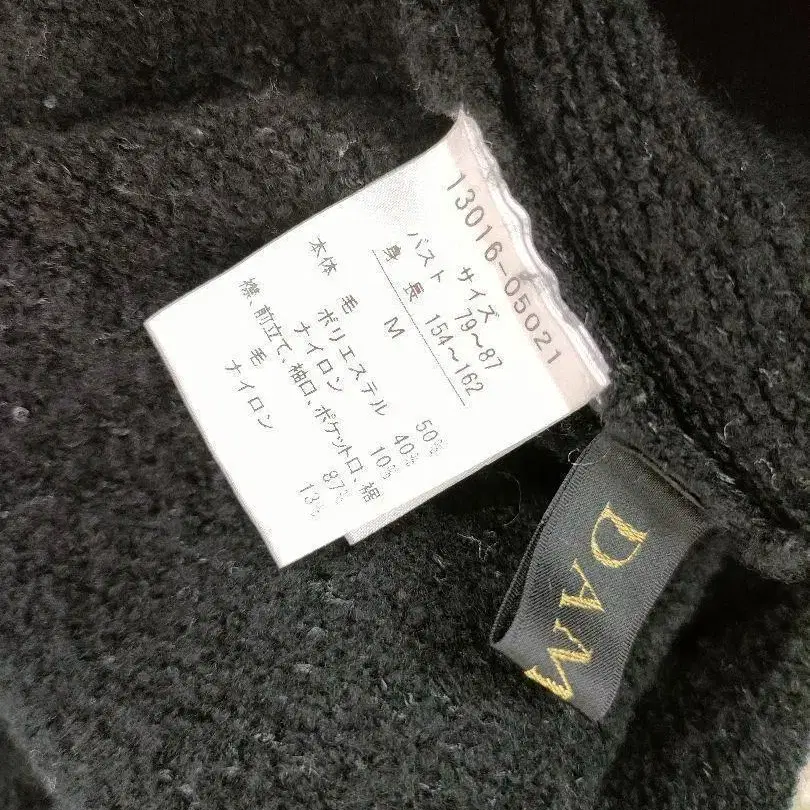 13016-05021
サイズ
バスト 79～87
身長 154～162
M
本体 毛 50%
ポリエステル 40%
ナイロン 10%
襟、前立て、袖口、ポケット口、裾
毛 87%
ナイロン 13%
DAM